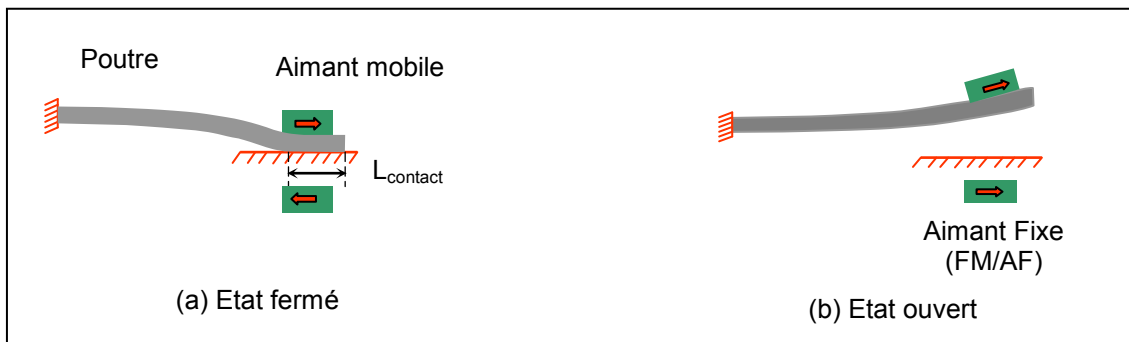 Poutre
Aimant mobile
Lcontact
(a) Etat fermé
Aimant Fixe
(FM/AF)
(b) Etat ouvert